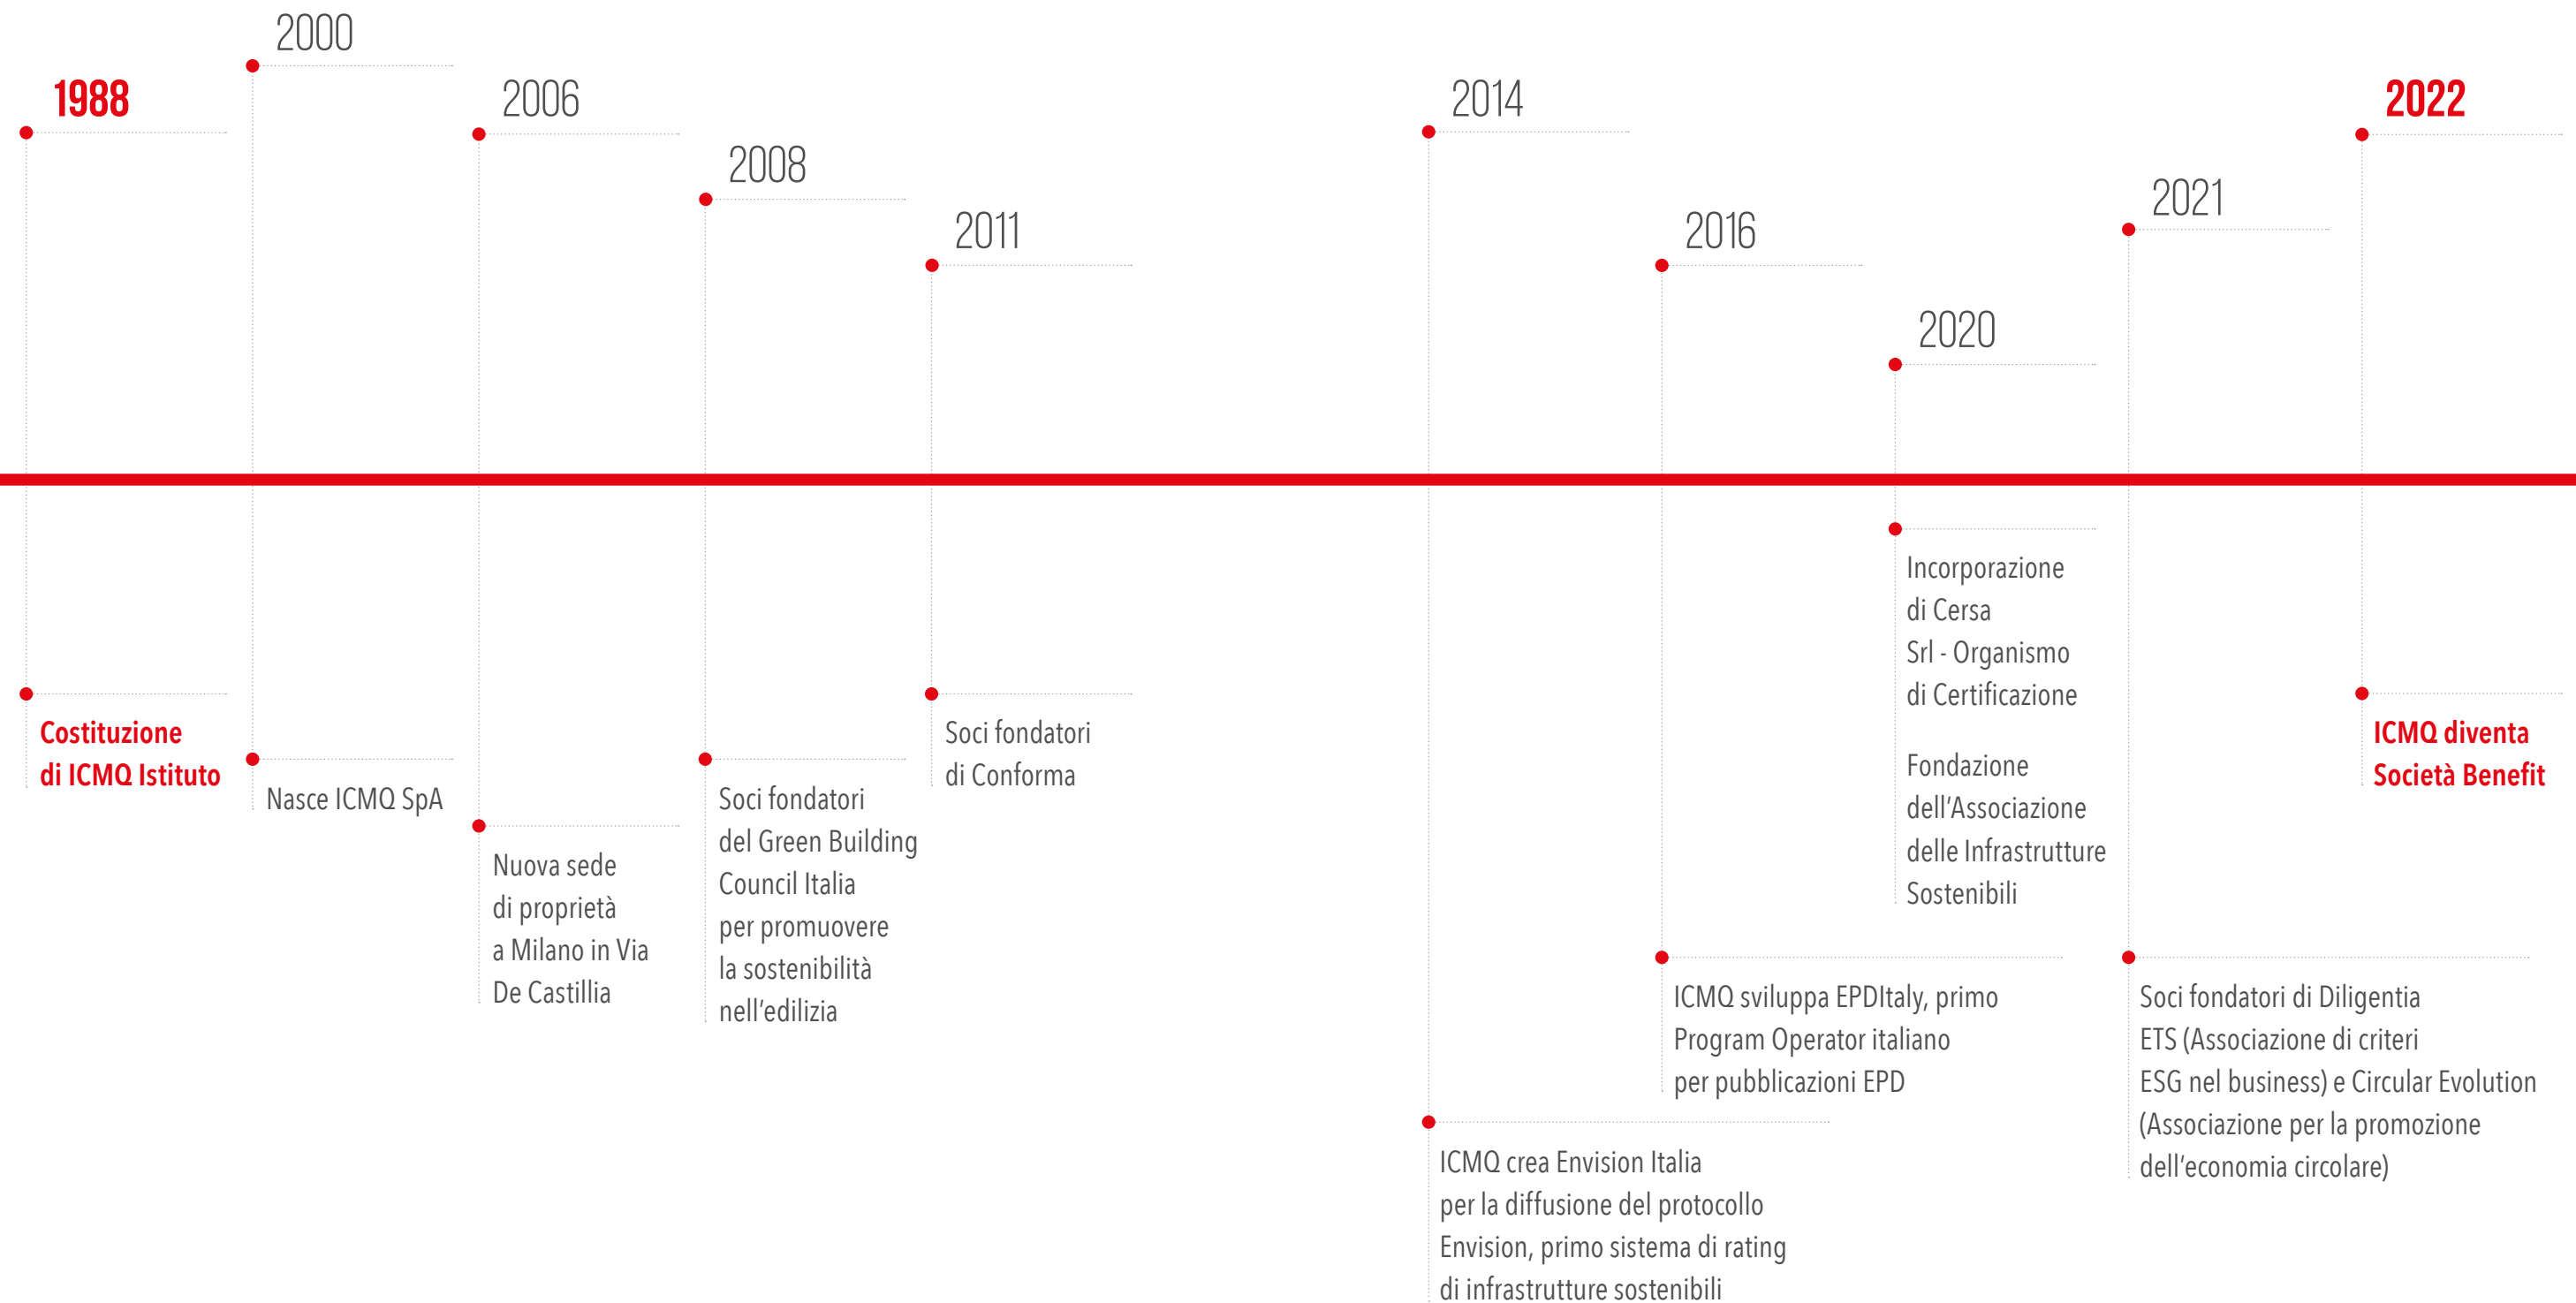 1988
Costituzione
di ICMQ Istituto
2000
Nasce ICMQ SpA
2006
Nuova sede
di proprietà
a Milano in Via
De Castillia
2008
Soci fondatori
del Green Building
Council Italia
per promuovere
la sostenibilità
nell'edilizia
2011
Soci fondatori
di Conforma
2014
ICMQ crea Envision Italia
per la diffusione del protocollo
Envision, primo sistema di rating
di infrastrutture sostenibili
2016
ICMQ sviluppa EPDItaly, primo
Program Operator italiano
per pubblicazioni EPD
2020
Incorporazione
di Cersa
Srl - Organismo
di Certificazione
Fondazione
dell'Associazione
delle Infrastrutture
Sostenibili
2021
Soci fondatori di Diligentia
ETS (Associazione di criteri
ESG nel business) e Circular Evolution
(Associazione per la promozione
dell'economia circolare)
2022
ICMQ diventa
Società Benefit